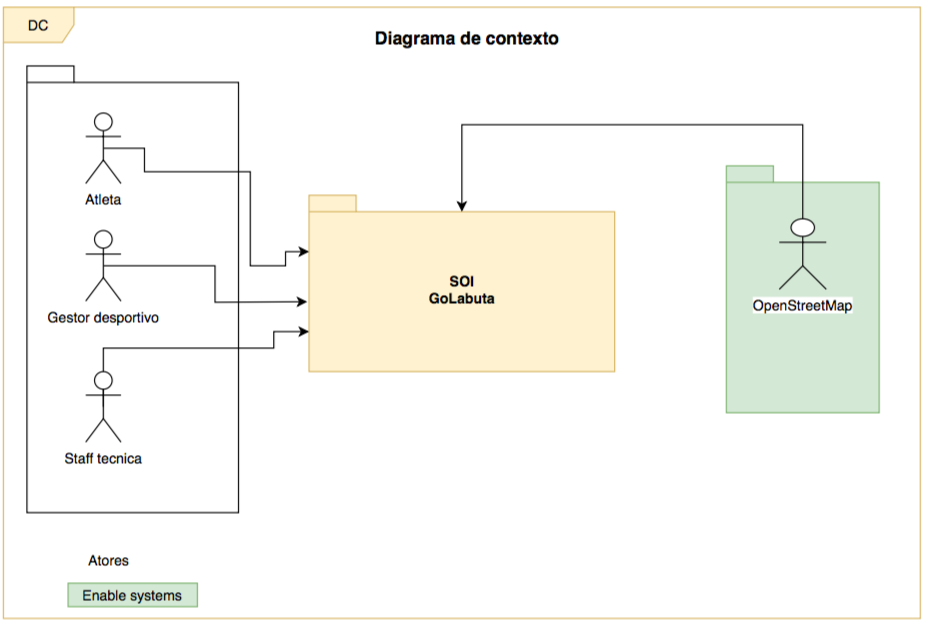 DC
Diagrama de contexto
Atleta
Gestor desportivo
Staff tecnica
SOI
GoLabuta
OpenStreetMap
Atores
Enable systems